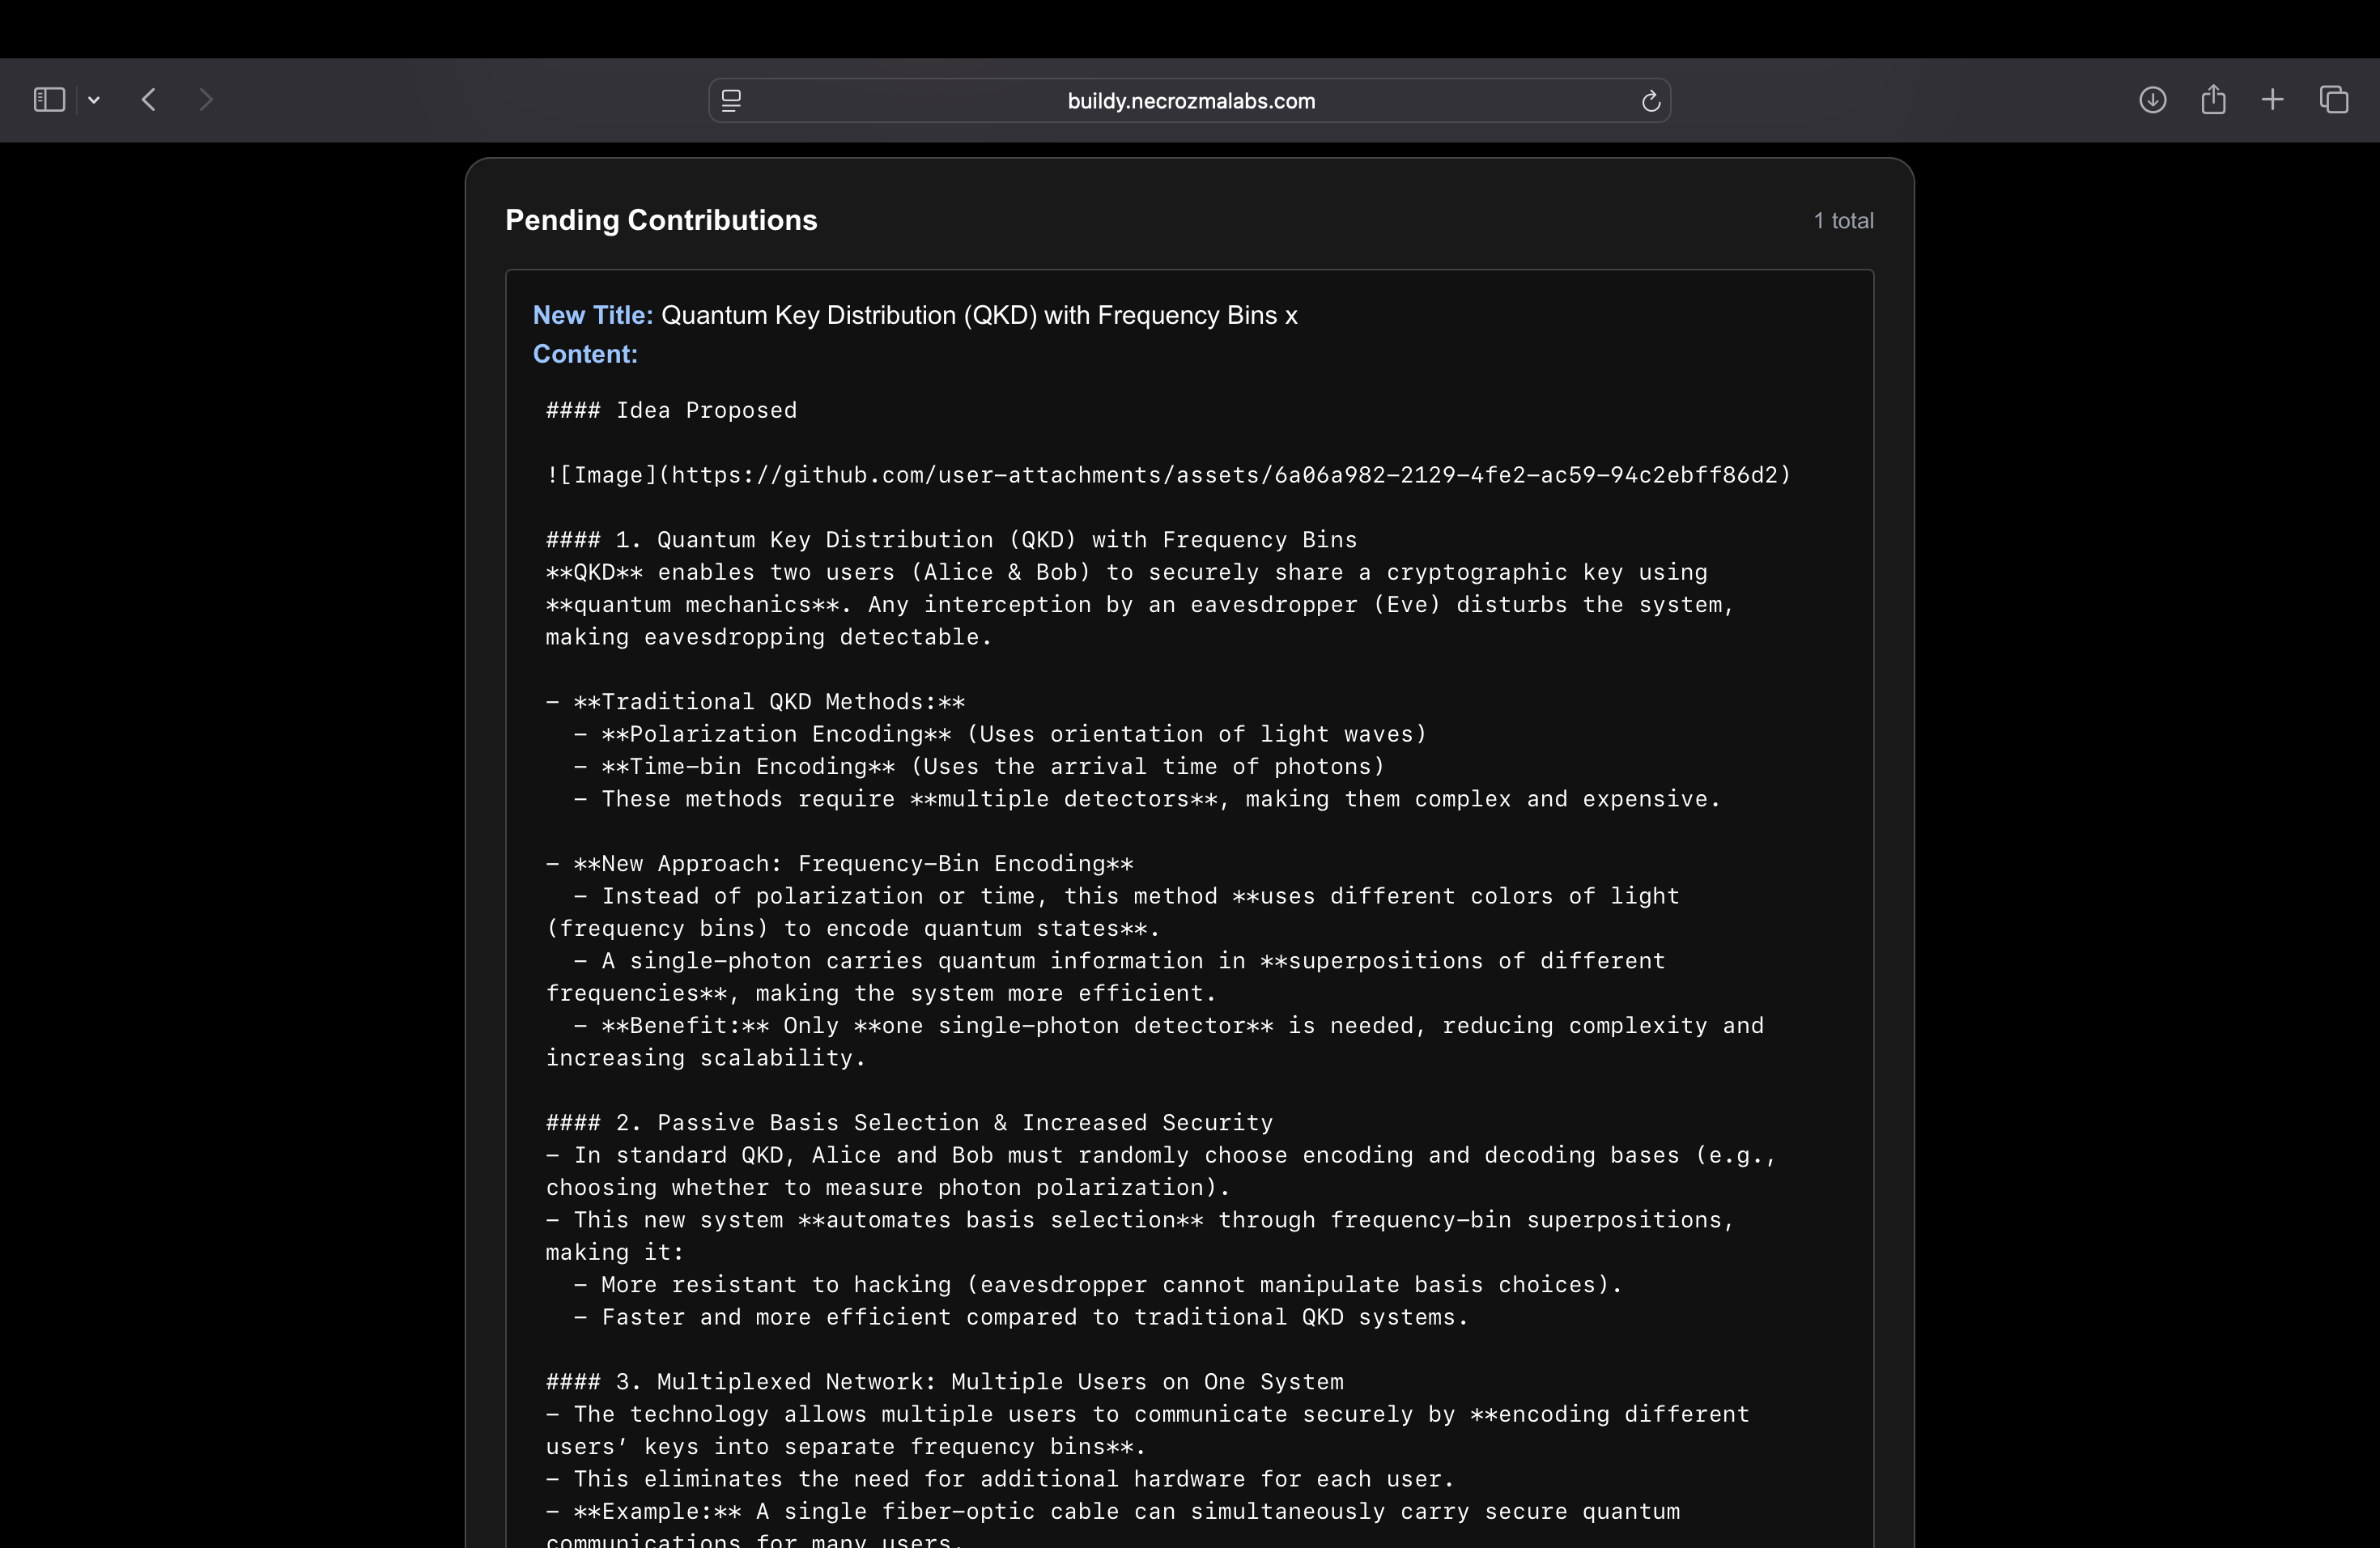 buildy.necrozmalabs.com
Pending Contributions
1 total
New Title: Quantum Key Distribution (QKD) with Frequency Bins x
Content:
#### Idea Proposed
![Image](https://github.com/user-attachments/assets/6a06a982-2129-4fe2-ac59-94c2ebff86d2)
#### 1. Quantum Key Distribution (QKD) with Frequency Bins
**QKD** enables two users (Alice & Bob) to securely share a cryptographic key using
**quantum mechanics**. Any interception by an eavesdropper (Eve) disturbs the system,
making eavesdropping detectable.
- **Traditional QKD Methods:**
  - **Polarization Encoding** (Uses orientation of light waves)
  - **Time-bin Encoding** (Uses the arrival time of photons)
  - These methods require **multiple detectors**, making them complex and expensive.
- **New Approach: Frequency-Bin Encoding**
  - Instead of polarization or time, this method **uses different colors of light
(frequency bins) to encode quantum states**.
  - A single-photon carries quantum information in **superpositions of different
frequencies**, making the system more efficient.
  - **Benefit:** Only **one single-photon detector** is needed, reducing complexity and
increasing scalability.
#### 2. Passive Basis Selection & Increased Security
- In standard QKD, Alice and Bob must randomly choose encoding and decoding bases (e.g.,
choosing whether to measure photon polarization).
- This new system **automates basis selection** through frequency-bin superpositions,
making it:
  - More resistant to hacking (eavesdropper cannot manipulate basis choices).
  - Faster and more efficient compared to traditional QKD systems.
#### 3. Multiplexed Network: Multiple Users on One System
- The technology allows multiple users to communicate securely by **encoding different
users’ keys into separate frequency bins**.
- This eliminates the need for additional hardware for each user.
- **Example:** A single fiber-optic cable can simultaneously carry secure quantum
communications for many users.